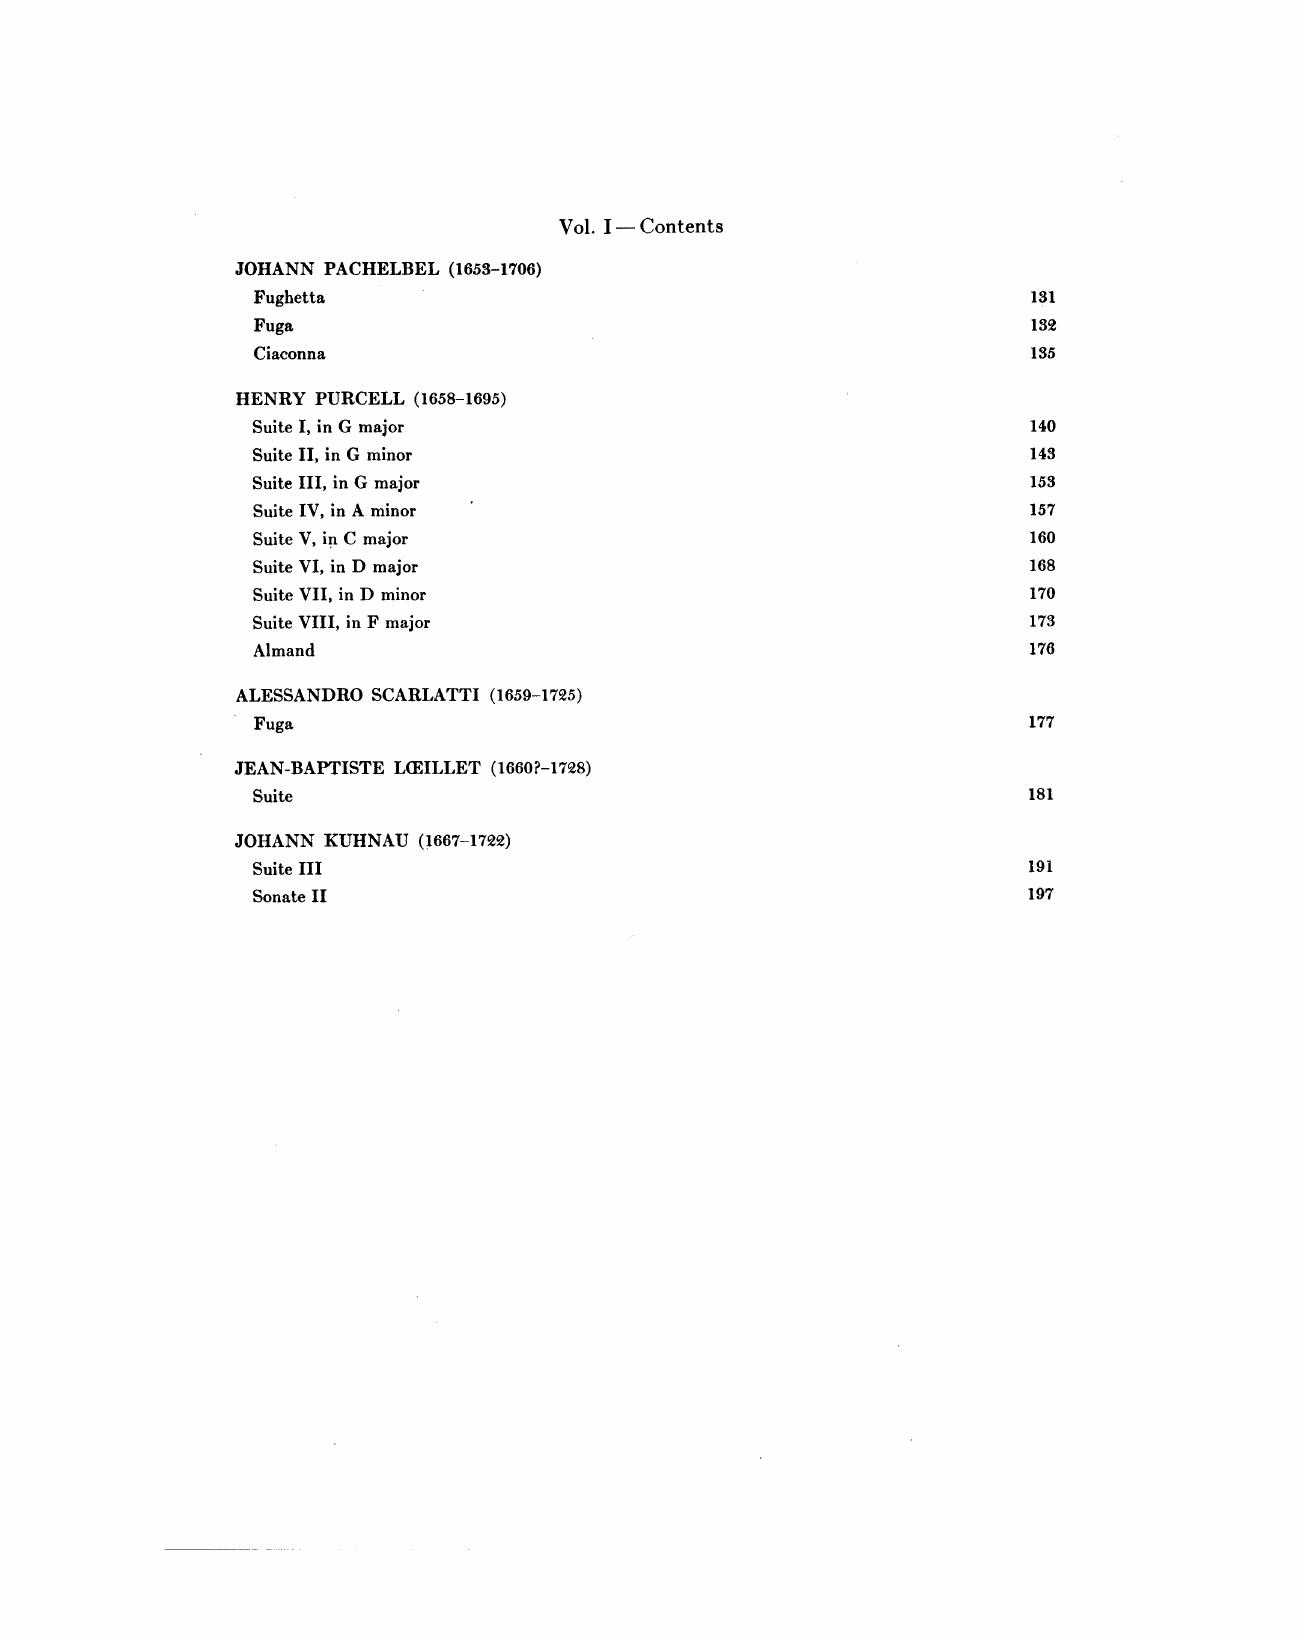 Vol. I — Contents
JOHANN PACHELBEL (1653–1706)
Fughetta 131
Fuga 132
Ciaconna 135
HENRY PURCELL (1658–1695)
Suite I, in G major 140
Suite II, in G minor 143
Suite III, in G major 153
Suite IV, in A minor 157
Suite V, in C major 160
Suite VI, in D major 168
Suite VII, in D minor 170
Suite VIII, in F major 173
Almand 176
ALESSANDRO SCARLATTI (1659–1725)
Fuga 177
JEAN-BAPTISTE LŒILLET (1660?–1728)
Suite 181
JOHANN KUHNAU (1667–1722)
Suite III 191
Sonate II 197